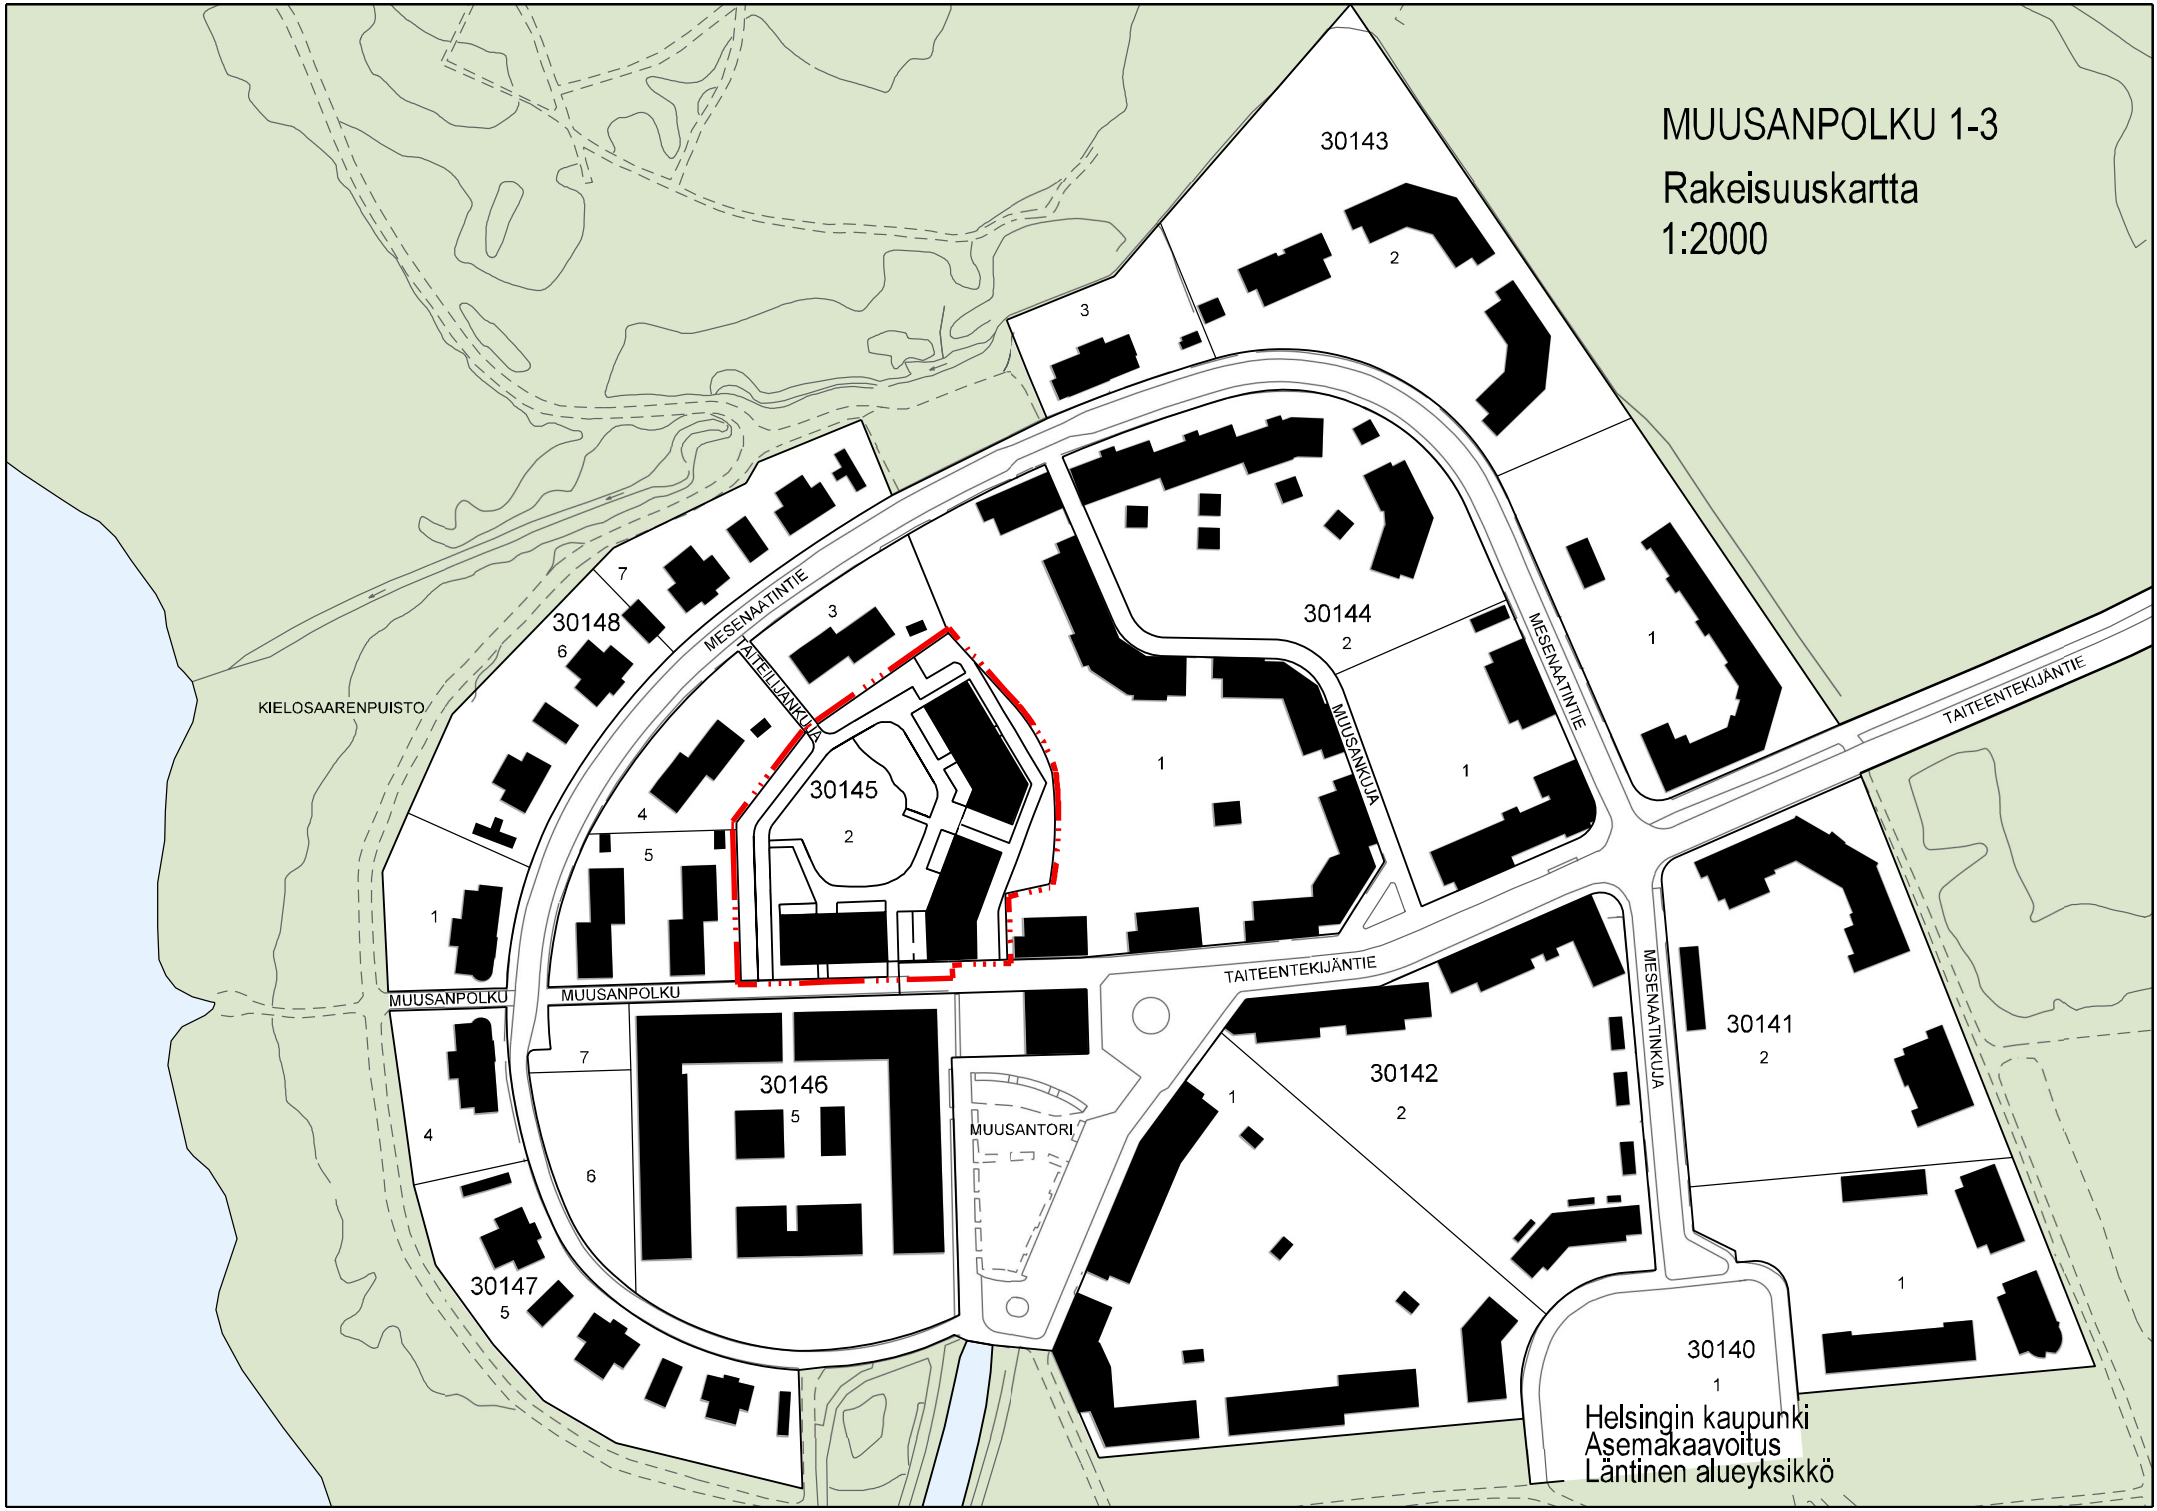 MUUSANPOLKU 1-3
Rakeisuuskartta
1:2000
30143
2
3
30144
2
1
1
MESENAATINTIE
TAITEENTEKIJÄNTIE
7
30148
6
MESENAATINTIE
3
TAITEILIJANKUJA
KIELOSAARENPUISTO
30145
2
4
5
1
MUUSANKUJA
1
MUUSANPOLKU
MUUSANPOLKU
TAITEENTEKIJÄNTIE
MESENAATINKUJA
30141
2
7
30146
5
6
4
MUUSANTORI
1
30142
2
30147
5
1
30140
1
Helsingin kaupunki
Asemakaavoitus
Läntinen alueyksikkö